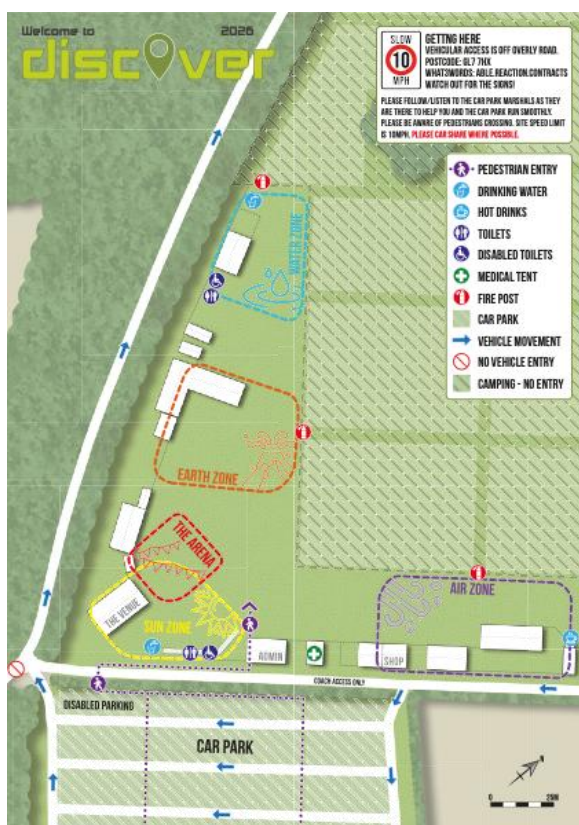 Welcome to 2026
discover
SLOW
10
MPH
GETTNG HERE
VEHICULAR ACCESS IS OFF OVERLY ROAD.
POSTCODE: GL7 7HX
WHAT3WORDS: ABLE.REACTION.CONTRACTS
WATCH OUT FOR THE SIGNS!
PLEASE FOLLOW/LISTEN TO THE CAR PARK MARSHALS AS THEY
ARE THERE TO HELP YOU AND THE CAR PARK RUN SMOOTHLY.
PLEASE BE AWARE OF PEDESTRIANS CROSSING. SITE SPEED LIMIT
IS 10MPH. PLEASE CAR SHARE WHERE POSSIBLE.
PEDESTRIAN ENTRY
DRINKING WATER
HOT DRINKS
TOILETS
DISABLED TOILETS
MEDICAL TENT
FIRE POST
CAR PARK
VEHICLE MOVEMENT
NO VEHICLE ENTRY
CAMPING - NO ENTRY
WATER ZONE
EARTH ZONE
THE ARENA
THE VENUE
SUN ZONE
AIR ZONE
ADMIN
SHOP
COACH ACCESS ONLY
DISABLED PARKING
CAR PARK
N
0 25M